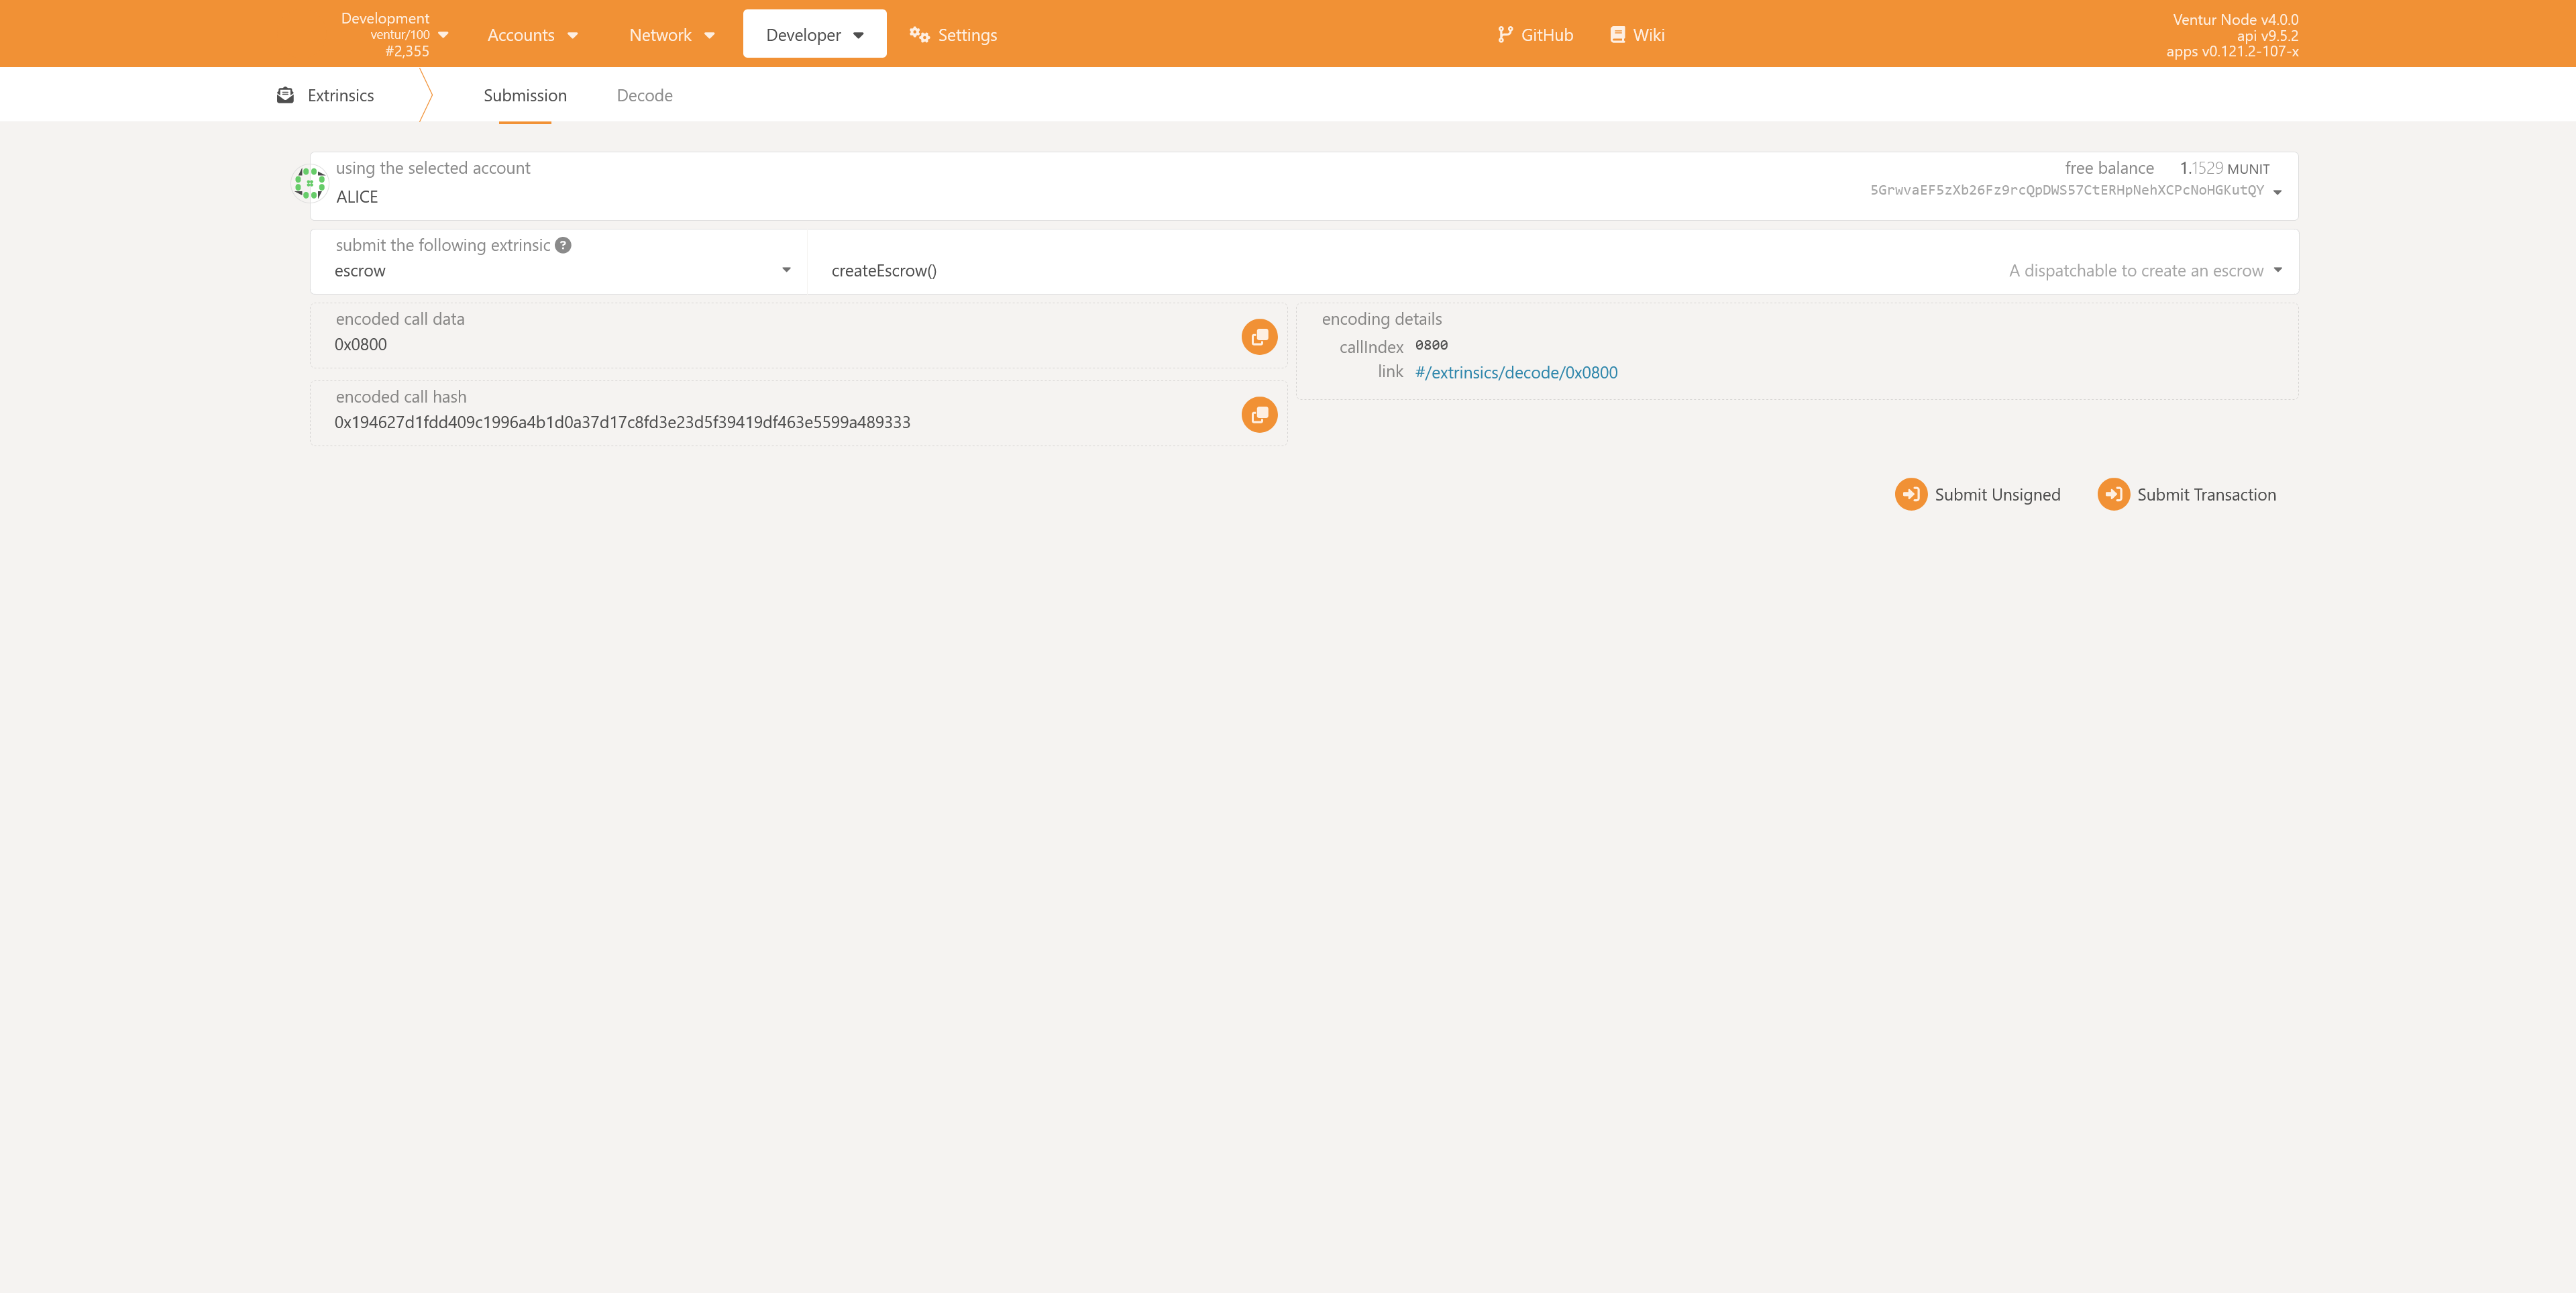 Development
ventur/100
#2,355
Accounts
Network
Developer
Settings
GitHub
Wiki
Ventur Node v4.0.0
api v9.5.2
apps v0.121.2-107-x
Extrinsics
Submission
Decode
using the selected account
ALICE
free balance 1.1529 MUNIT
5GrwvaEF5zXb26Fz9rcQpDWS57CtERHpNehXCPcNoHGKutQY
submit the following extrinsic ?
escrow
createEscrow()
A dispatchable to create an escrow
encoded call data
0x0800
encoding details
callIndex 0800
link #/extrinsics/decode/0x0800
encoded call hash
0x194627d1fdd409c1996a4b1d0a37d17c8fd3e23d5f39419df463e5599a489333
Submit Unsigned
Submit Transaction